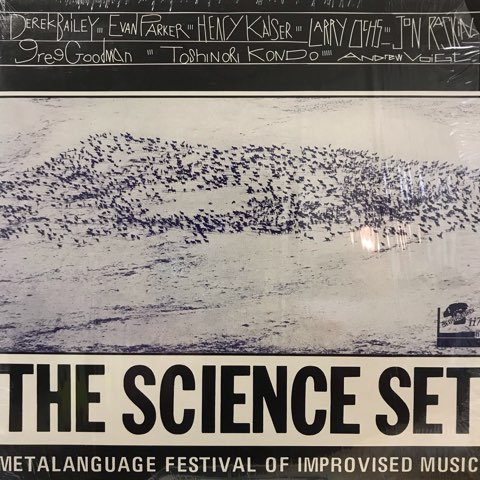 DEREK BAILEY ··· EVAN PARKER ··· HENRY KAISER ··· LARRY OCHS ··· JON RASKIN
greg Goodman ··· TOSHINORI KONDO ··· ANDREW VOIGT
THE SCIENCE SET
METALANGUAGE FESTIVAL OF IMPROVISED MUSIC